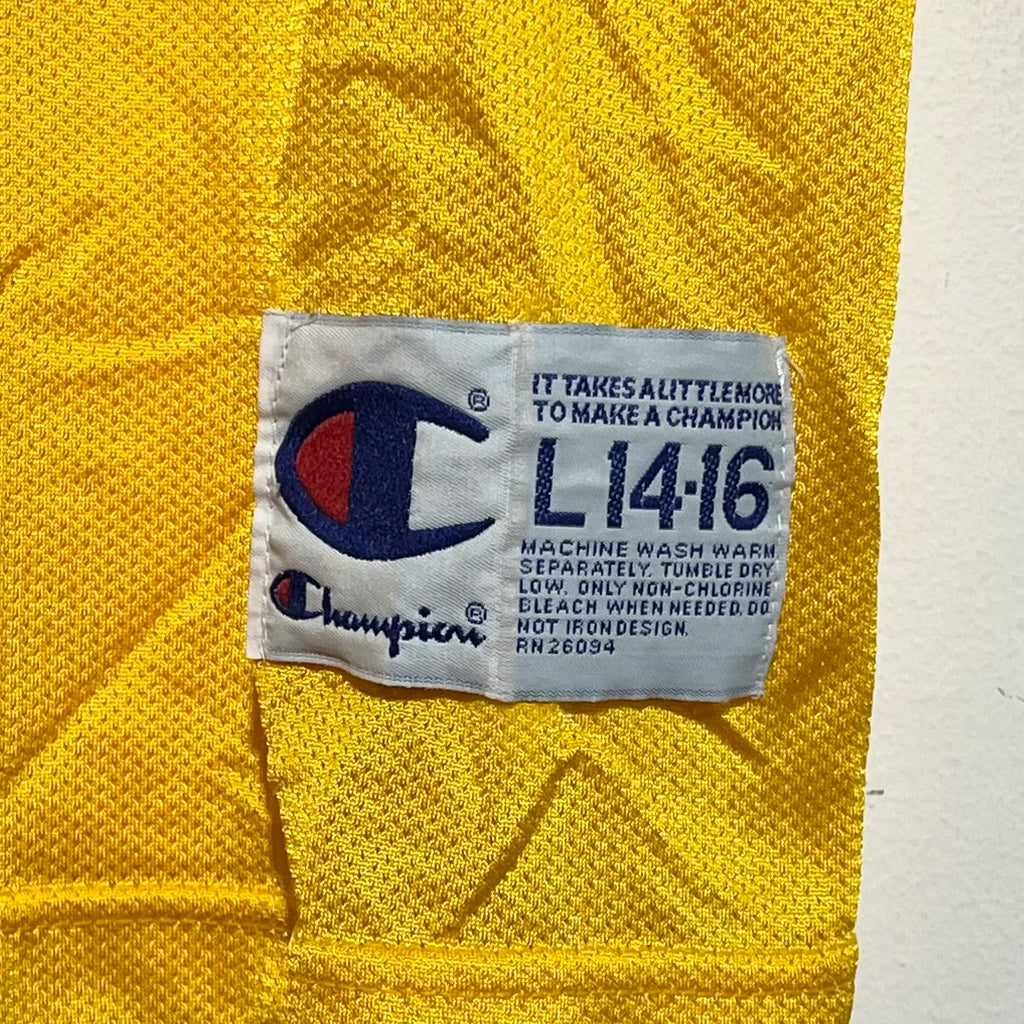 ®
Champion®
IT TAKES A LITTLE MORE
TO MAKE A CHAMPION
L 14-16
MACHINE WASH WARM
SEPARATELY. TUMBLE DRY
LOW. ONLY NON-CHLORINE
BLEACH WHEN NEEDED. DO
NOT IRON DESIGN.
RN 26094